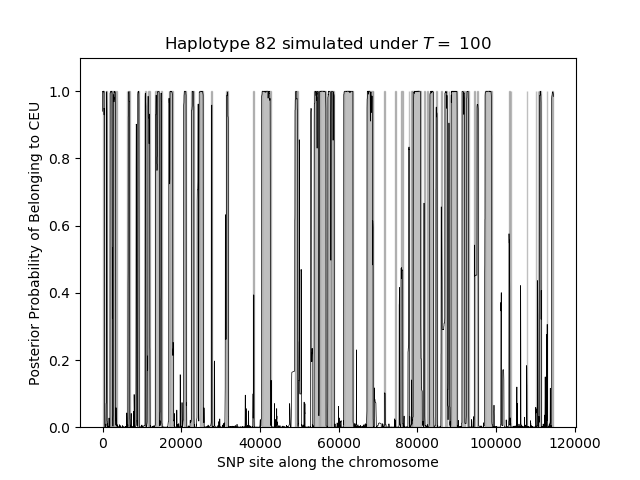 Haplotype 82 simulated under T = 100
Posterior Probability of Belonging to CEU
1.0
0.8
0.6
0.4
0.2
0.0
0 20000 40000 60000 80000 100000 120000
SNP site along the chromosome